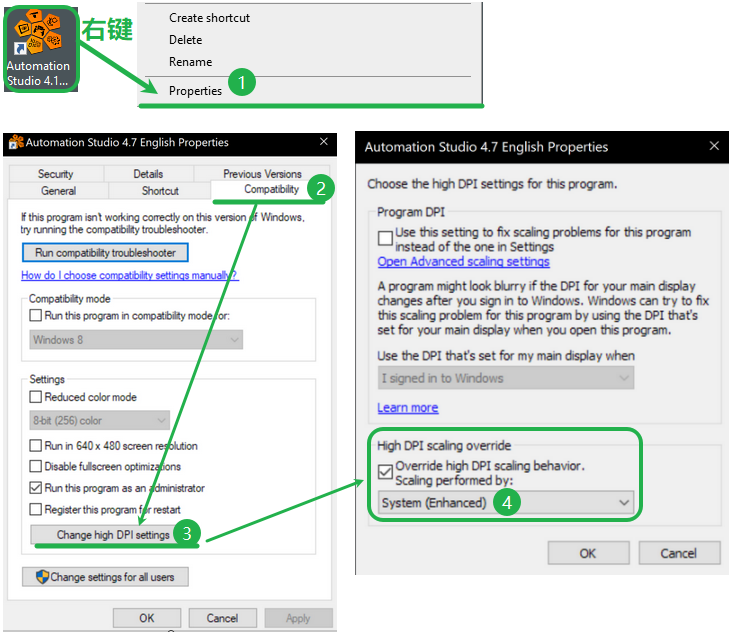 Automation
Studio 4.1...
右键
Create shortcut
Delete
Rename
Properties
1
Automation Studio 4.7 English Properties
Security
Details
Previous Versions
General
Shortcut
Compatibility
2
If this program isn't working correctly on this version of Windows,
try running the compatibility troubleshooter.
Run compatibility troubleshooter
How do I choose compatibility settings manually?
Compatibility mode
Run this program in compatibility mode for:
Windows 8
Settings
Reduced color mode
8-bit (256) color
Run in 640 x 480 screen resolution
Disable fullscreen optimizations
Run this program as an administrator
Register this program for restart
Change high DPI settings
3
Change settings for all users
OK
Cancel
Apply
Automation Studio 4.7 English Properties
Choose the high DPI settings for this program.
Program DPI
Use this setting to fix scaling problems for this program
instead of the one in Settings
Open Advanced scaling settings
A program might look blurry if the DPI for your main display
changes after you sign in to Windows. Windows can try to fix
this scaling problem for this program by using the DPI that's
set for your main display when you open this program.
Use the DPI that's set for my main display when
I signed in to Windows
Learn more
High DPI scaling override
Override high DPI scaling behavior.
Scaling performed by:
System (Enhanced)
4
OK
Cancel